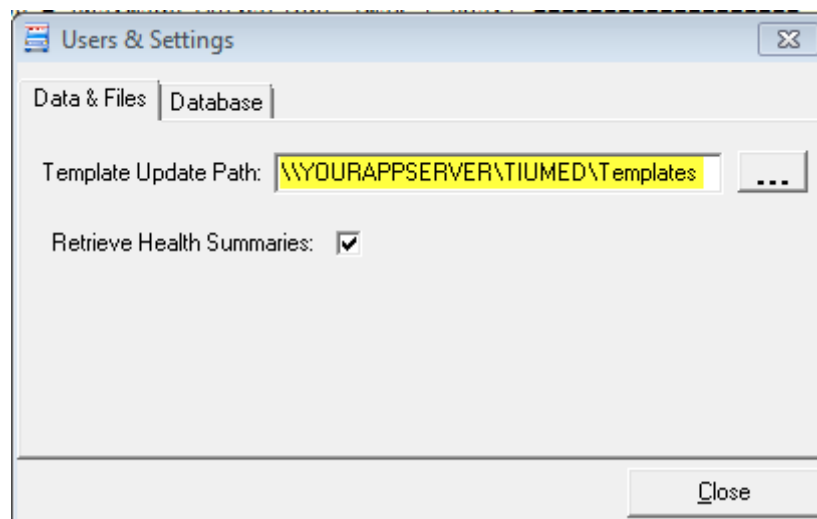 Users & Settings
Data & Files Database
Template Update Path: \\YOURAPPSERVER\TIUMED\Templates ...
Retrieve Health Summaries:
Close